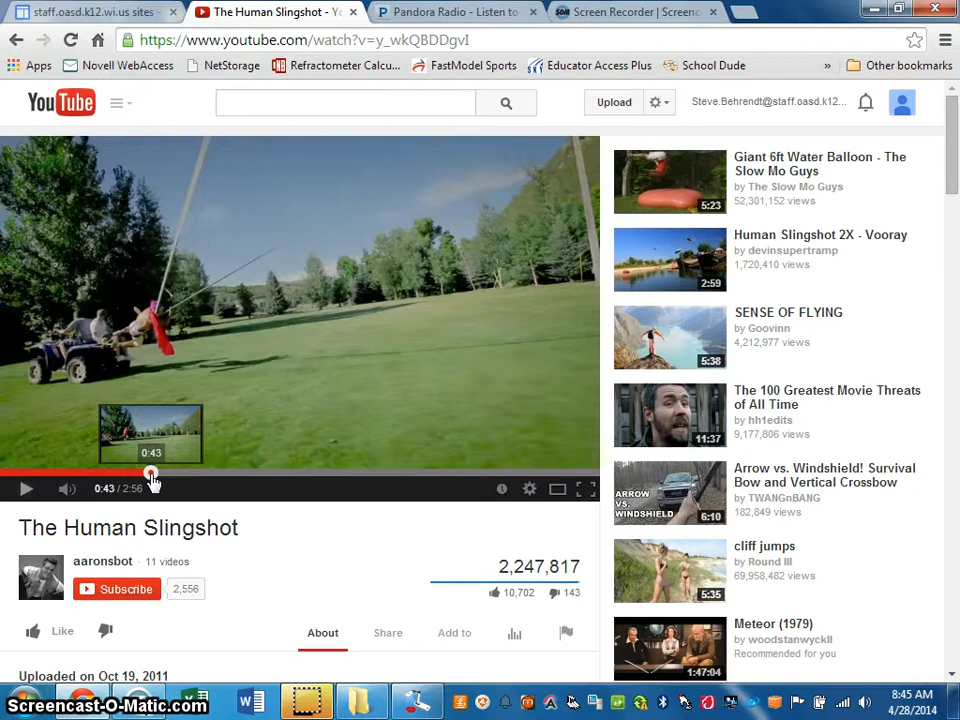 staff.oasd.k12.wi.us sites -
The Human Slingshot - Yo
Pandora Radio - Listen to
Screen Recorder | Screenc
https://www.youtube.com/watch?v=y_wkQBDDgvI
Apps
Novell WebAccess
NetStorage
Refractometer Calcu...
FastModel Sports
Educator Access Plus
School Dude
»
Other bookmarks
YouTube
Upload
Steve.Behrendt@staff.oasd.k12...
0:43
0:43 / 2:56
The Human Slingshot
aaronsbot · 11 videos
Subscribe 2,556
2,247,817
10,702 143
Like
About
Share
Add to
Uploaded on Oct 19, 2011
5:23
Giant 6ft Water Balloon - The
Slow Mo Guys
by The Slow Mo Guys
52,301,152 views
2:59
Human Slingshot 2X - Vooray
by devinsupertramp
1,720,410 views
5:38
SENSE OF FLYING
by Goovinn
4,212,977 views
11:37
The 100 Greatest Movie Threats
of All Time
by hh1edits
9,177,806 views
ARROW
VS.
WINDSHIELD
6:10
Arrow vs. Windshield! Survival
Bow and Vertical Crossbow
by TWANGnBANG
182,849 views
5:35
cliff jumps
by Round III
69,958,482 views
1:47:04
Meteor (1979)
by woodstanwyckll
Recommended for you
Screencast-O-Matic.com
8:45 AM
4/28/2014